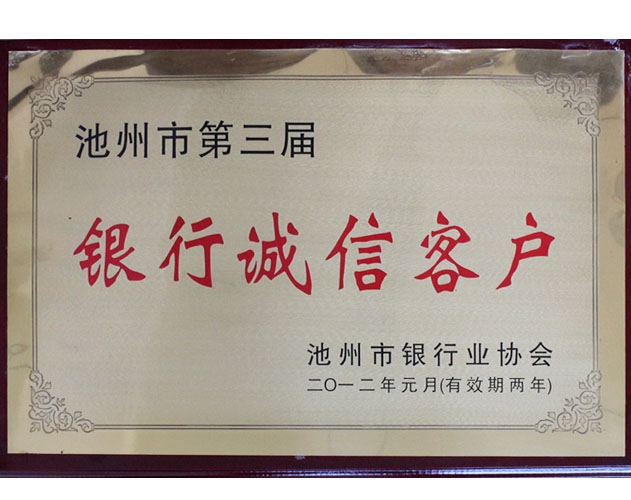 池州市第三届
银行诚信客户
池州市银行业协会
二〇一二年元月(有效期两年)